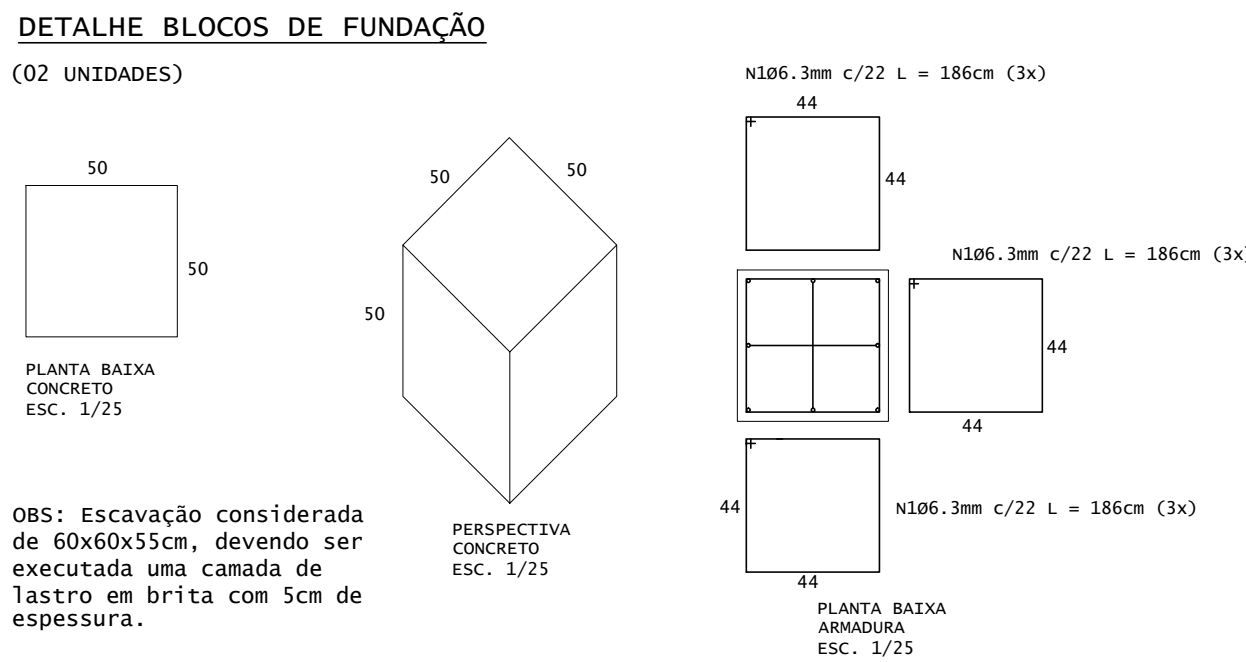 DETALHE BLOCOS DE FUNDAÇÃO
(02 UNIDADES)
50
50
PLANTA BAIXA
CONCRETO
ESC. 1/25
OBS: Escavação considerada
de 60x60x55cm, devendo ser
executada uma camada de
lastro em brita com 5cm de
espessura.
50
50
50
PERSPECTIVA
CONCRETO
ESC. 1/25
N1Ø6.3mm c/22 L = 186cm (3x)
44
44
N1Ø6.3mm c/22 L = 186cm (3x)
44
44
44
N1Ø6.3mm c/22 L = 186cm (3x)
44
PLANTA BAIXA
ARMADURA
ESC. 1/25